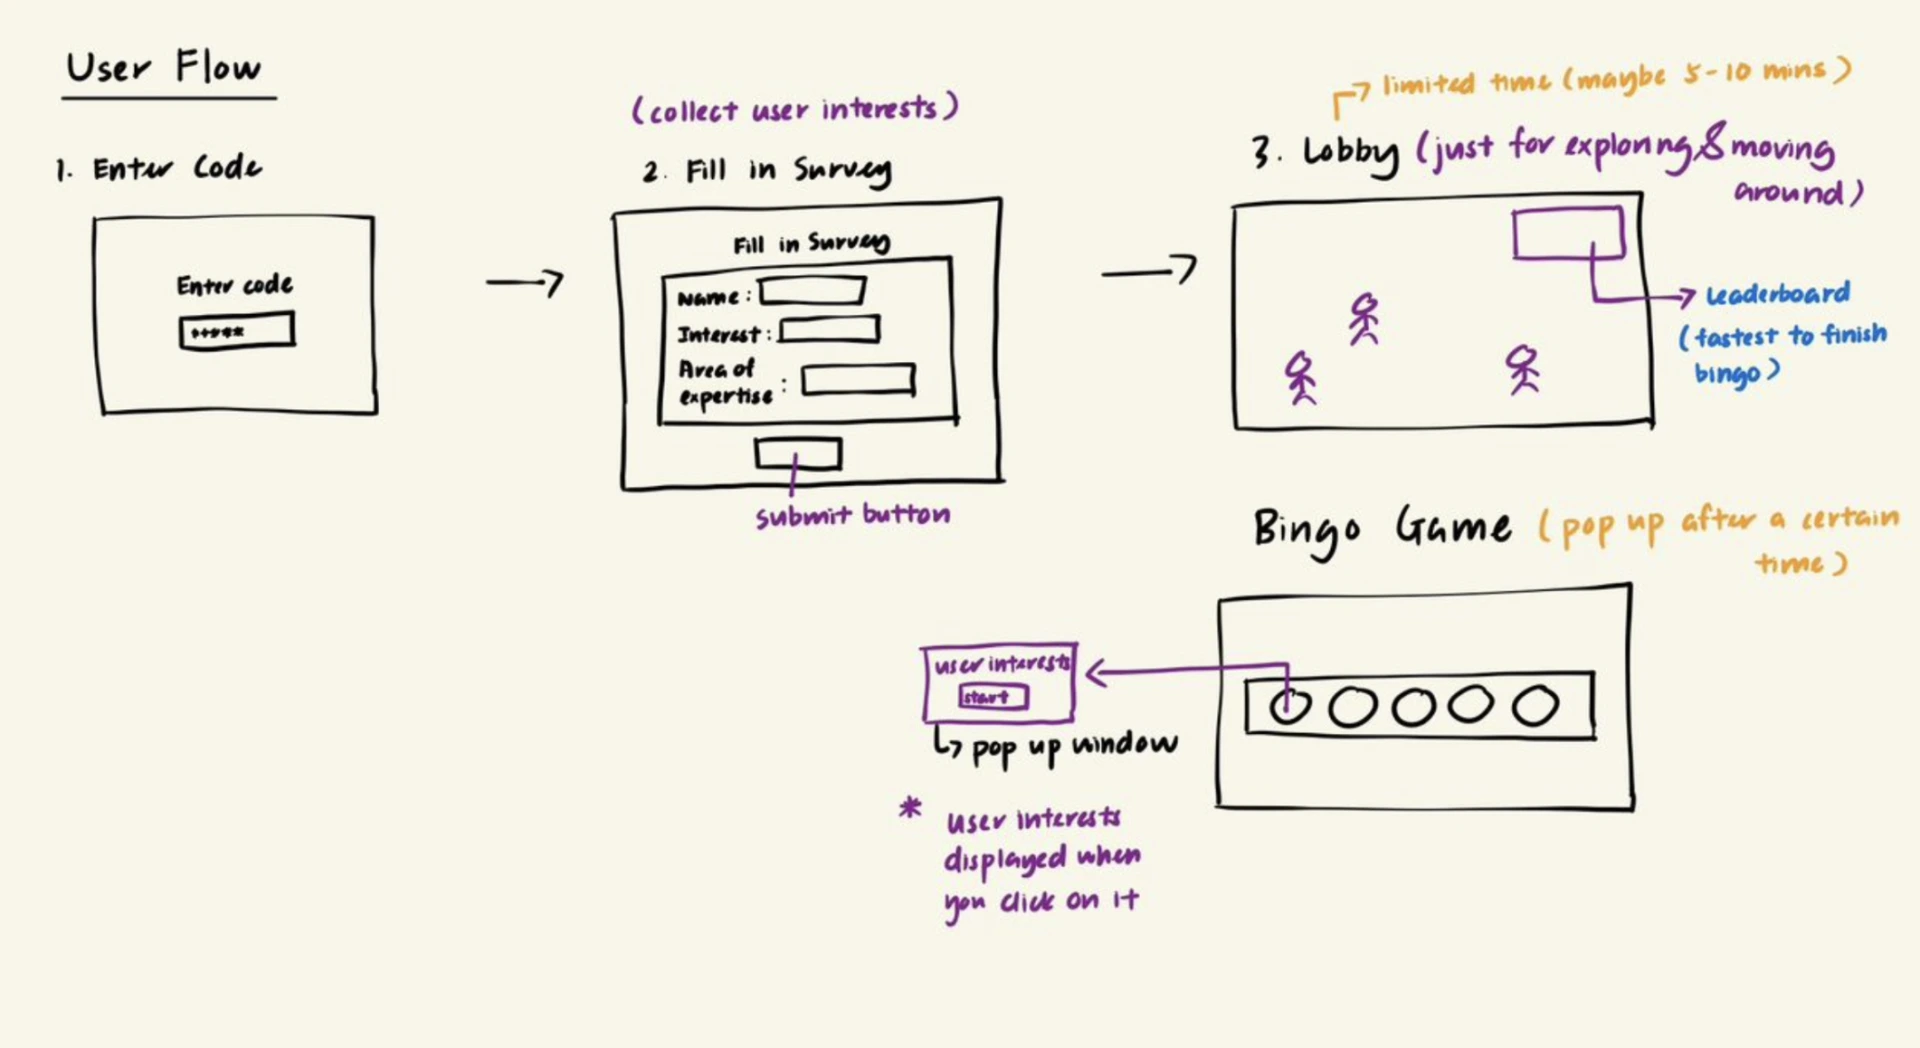 User Flow
1. Enter Code
Enter code
*****
(collect user interests)
2. Fill in Survey
Fill in Survey
Name :
Interest :
Area of
expertise :
submit button
limited time (maybe 5-10 mins)
3. Lobby (just for exploring & moving
around)
leaderboard
(fastest to finish
bingo)
Bingo Game (pop up after a certain
time)
user interests
start
pop up window
* user interests
displayed when
you click on it